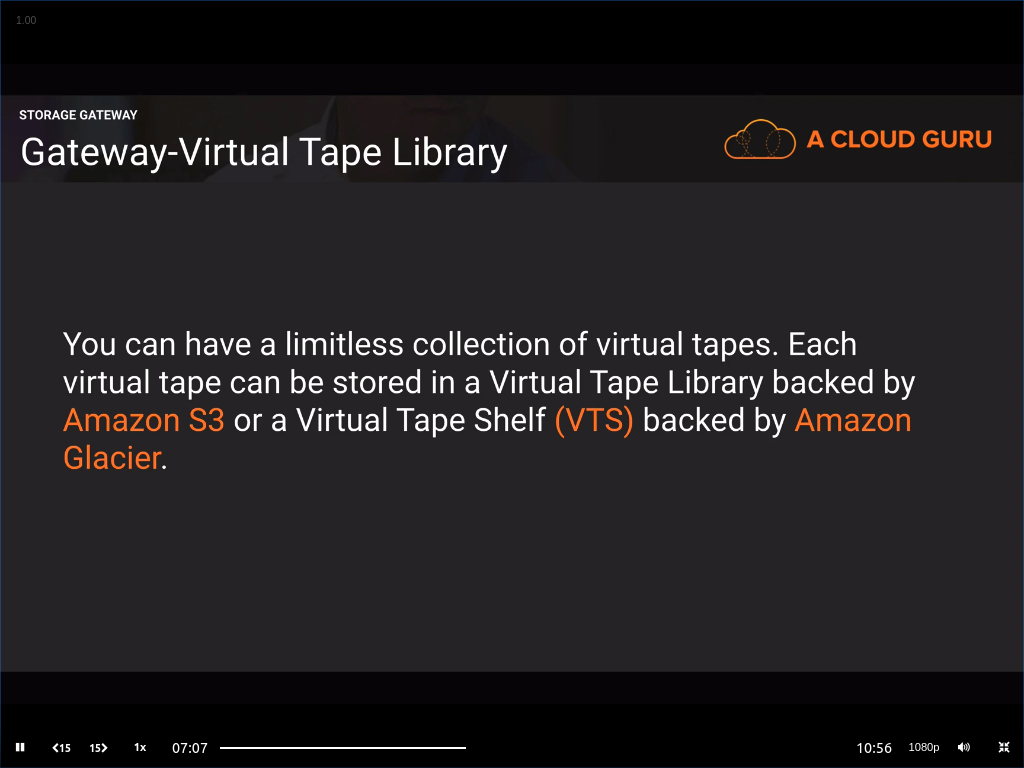 1.00
STORAGE GATEWAY
Gateway-Virtual Tape Library
A CLOUD GURU
You can have a limitless collection of virtual tapes. Each
virtual tape can be stored in a Virtual Tape Library backed by
Amazon S3 or a Virtual Tape Shelf (VTS) backed by Amazon
Glacier.
15 15 1x 07:07 10:56 1080p